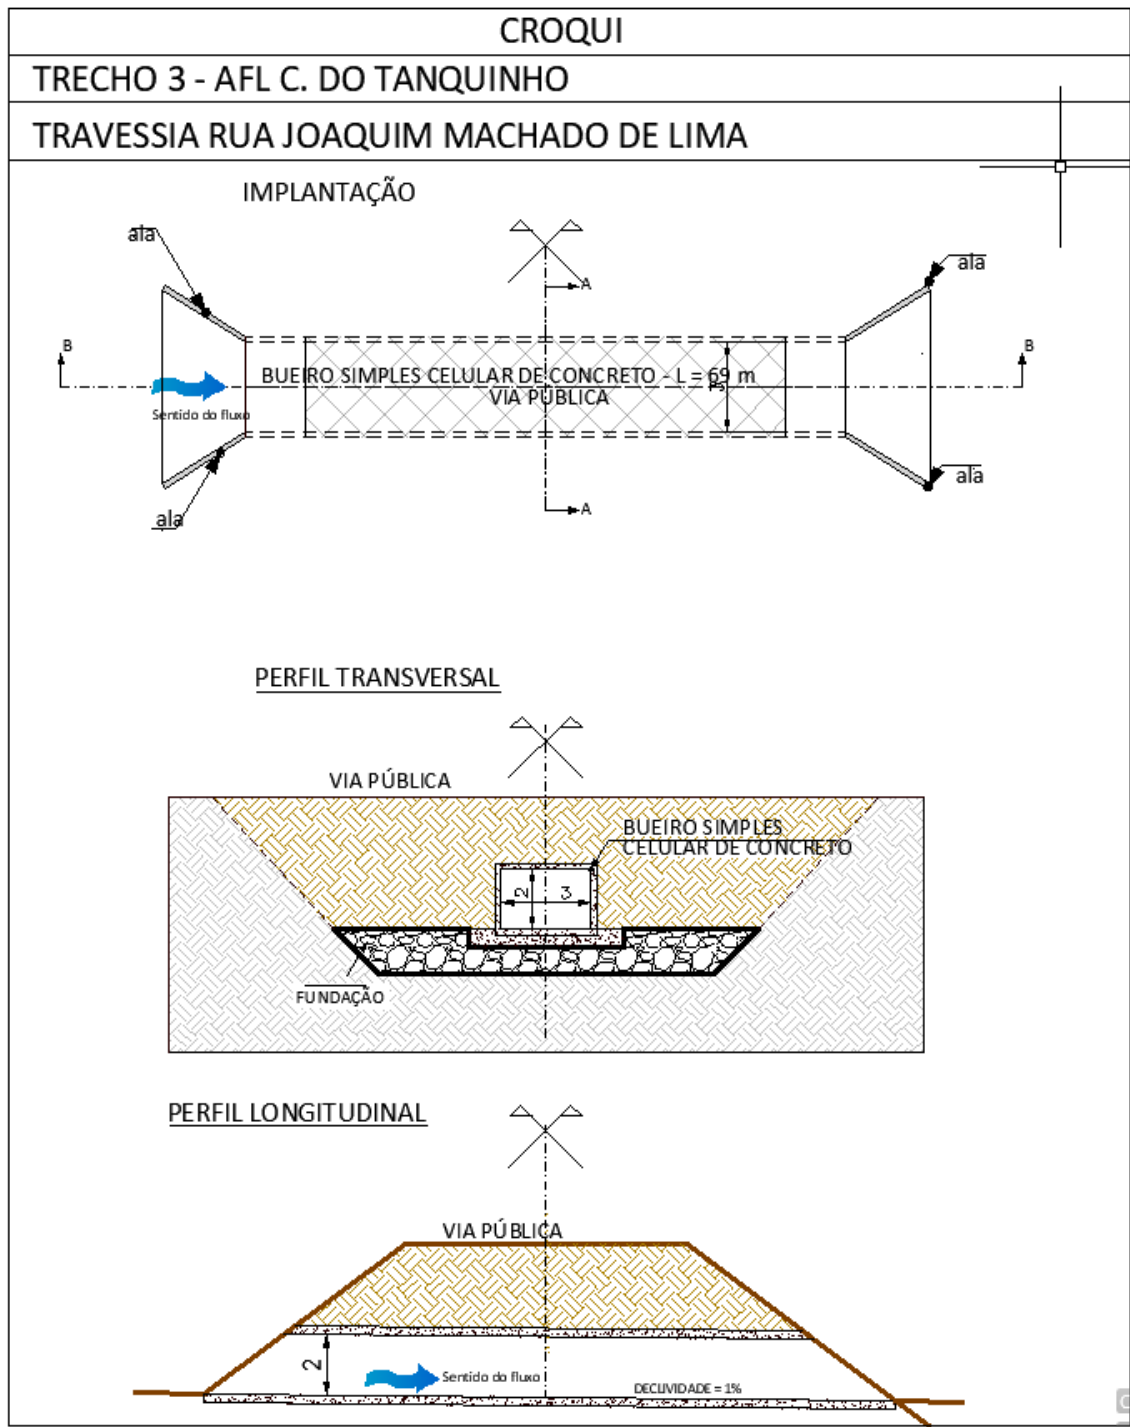 CROQUI
TRECHO 3 - AFL C. DO TANQUINHO
TRAVESSIA RUA JOAQUIM MACHADO DE LIMA
IMPLANTAÇÃO
ala
ala
A
B
B
BUEIRO SIMPLES CELULAR DE CONCRETO - L = 69 m
VIA PÚBLICA
3
Sentido do fluxo
ala
ala
A
PERFIL TRANSVERSAL
VIA PÚBLICA
BUEIRO SIMPLES
CELULAR DE CONCRETO
2
3
FUNDAÇÃO
PERFIL LONGITUDINAL
VIA PÚBLICA
2
Sentido do fluxo
DECLIVIDADE = 1%